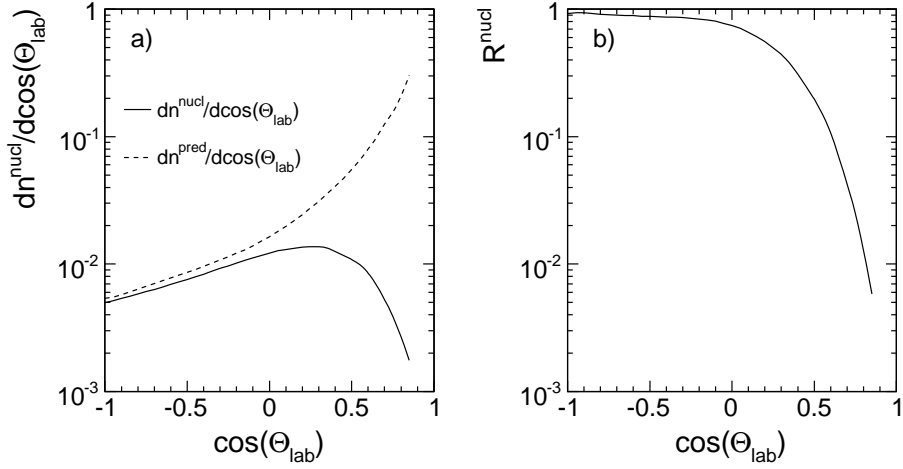 a)
dn^nucl/dcos(Θ_lab)
1
10^-1
10^-2
10^-3
dn^nucl/dcos(Θ_lab)
dn^pred/dcos(Θ_lab)
-1 -0.5 0 0.5 1
cos(Θ_lab)
b)
R^nucl
1
10^-1
10^-2
10^-3
-1 -0.5 0 0.5 1
cos(Θ_lab)